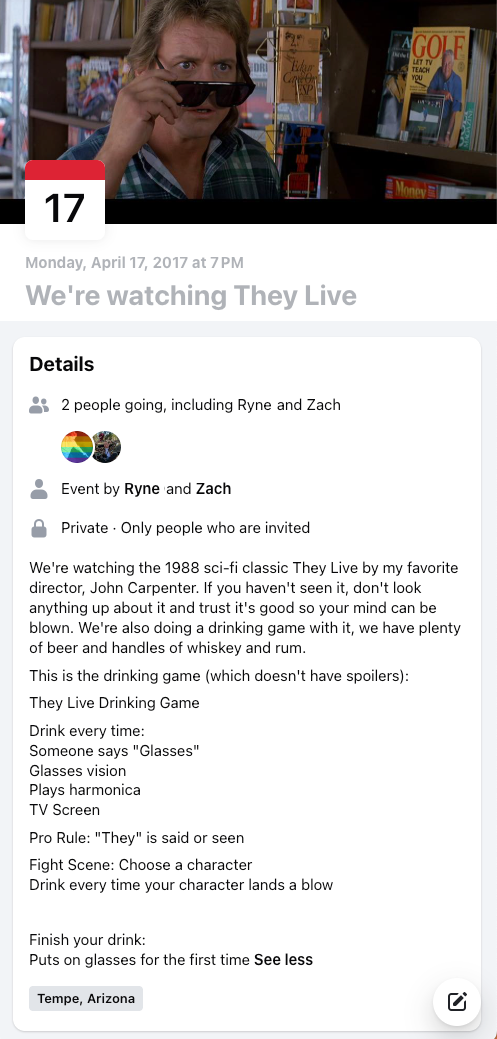 GOLF
LET TV
TEACH
YOU
Money
17
Monday, April 17, 2017 at 7 PM
We're watching They Live
Details
2 people going, including Ryne and Zach
Event by Ryne and Zach
Private · Only people who are invited
We're watching the 1988 sci-fi classic They Live by my favorite
director, John Carpenter. If you haven't seen it, don't look
anything up about it and trust it's good so your mind can be
blown. We're also doing a drinking game with it, we have plenty
of beer and handles of whiskey and rum.
This is the drinking game (which doesn't have spoilers):
They Live Drinking Game
Drink every time:
Someone says "Glasses"
Glasses vision
Plays harmonica
TV Screen
Pro Rule: "They" is said or seen
Fight Scene: Choose a character
Drink every time your character lands a blow
Finish your drink:
Puts on glasses for the first time See less
Tempe, Arizona